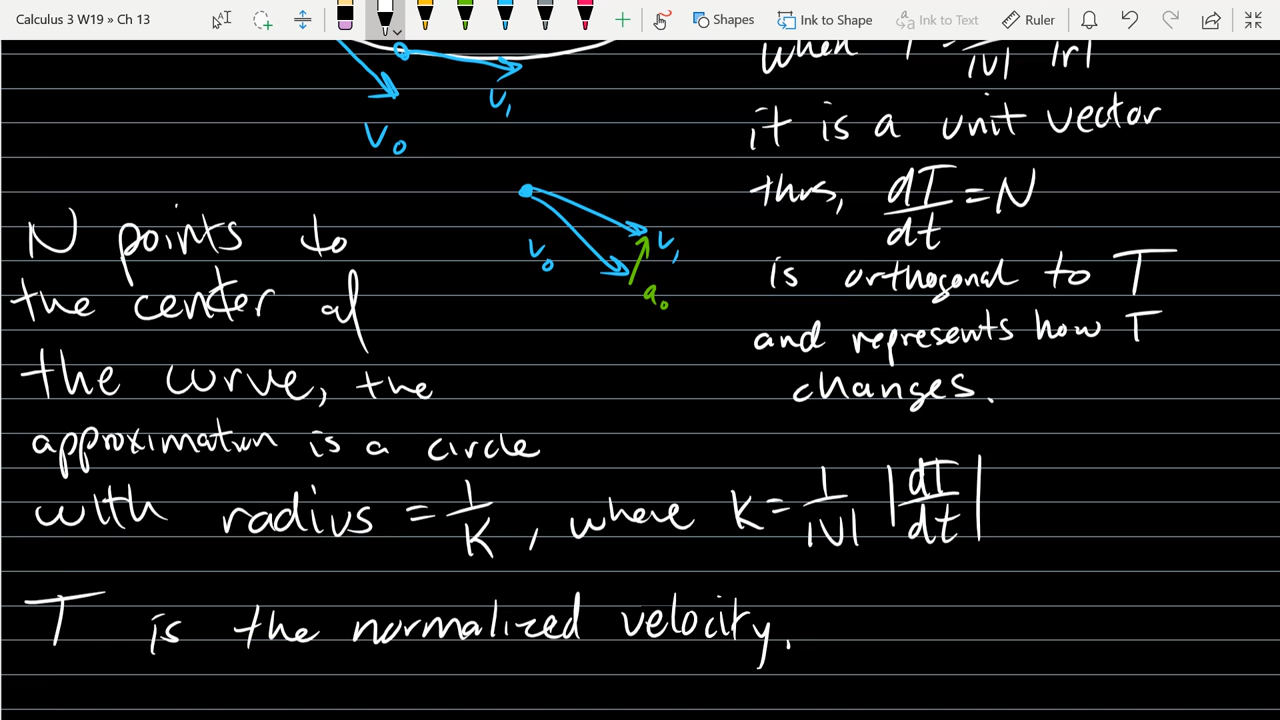 Calculus 3 W19 » Ch 13
Shapes
Ink to Shape
Ink to Text
Ruler
V₁
V₀
V₀
V₁
a₀
N points to
the center of
the curve, the
approximation is a circle
with radius = 1/K, where K = 1/|V| |dT/dt|
T is the normalized velocity.
when T = /|V| |r|
it is a unit vector
thus, dT/dt = N
is orthogonal to T
and represents how T
changes.